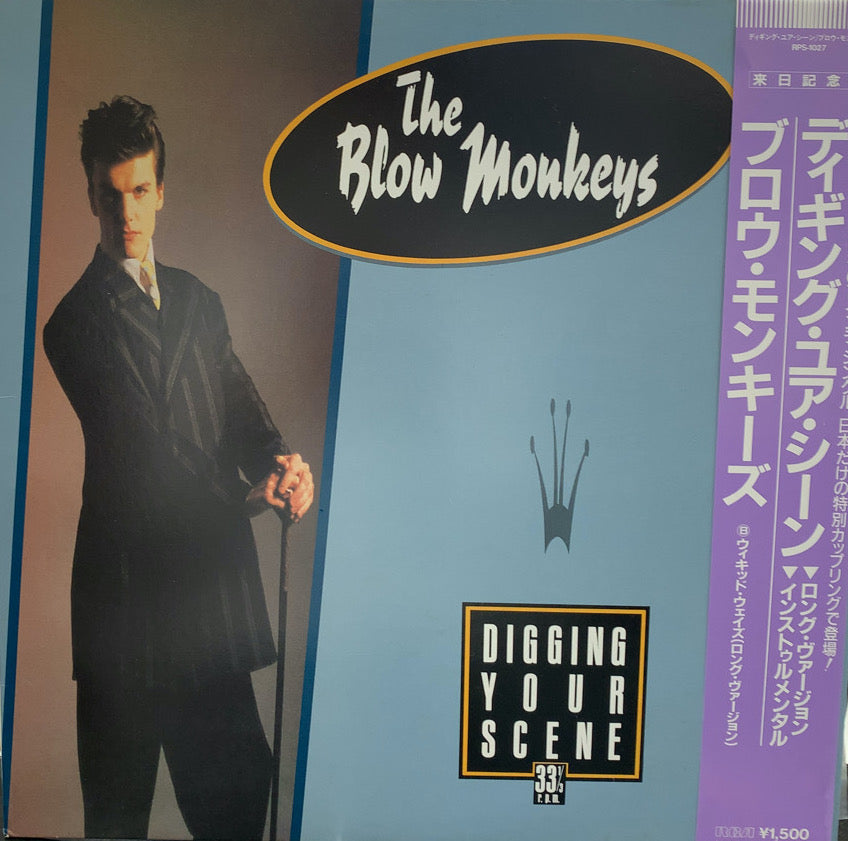 The
Blow Monkeys
DIGGING
YOUR
SCENE
33 1/3
r.p.m.
ディギング・ユア・シーン/ブロウ・モン
RPS-1027
来日記念
日本だけの特別カップリングで登場!
ディギング・ユア・シーン
▼ロング・ヴァージョン
▼インストゥルメンタル
ブロウ・モンキーズ
Ⓑウィキッド・ウェイズ(ロング・ヴァージョン)
RCA ¥1,500